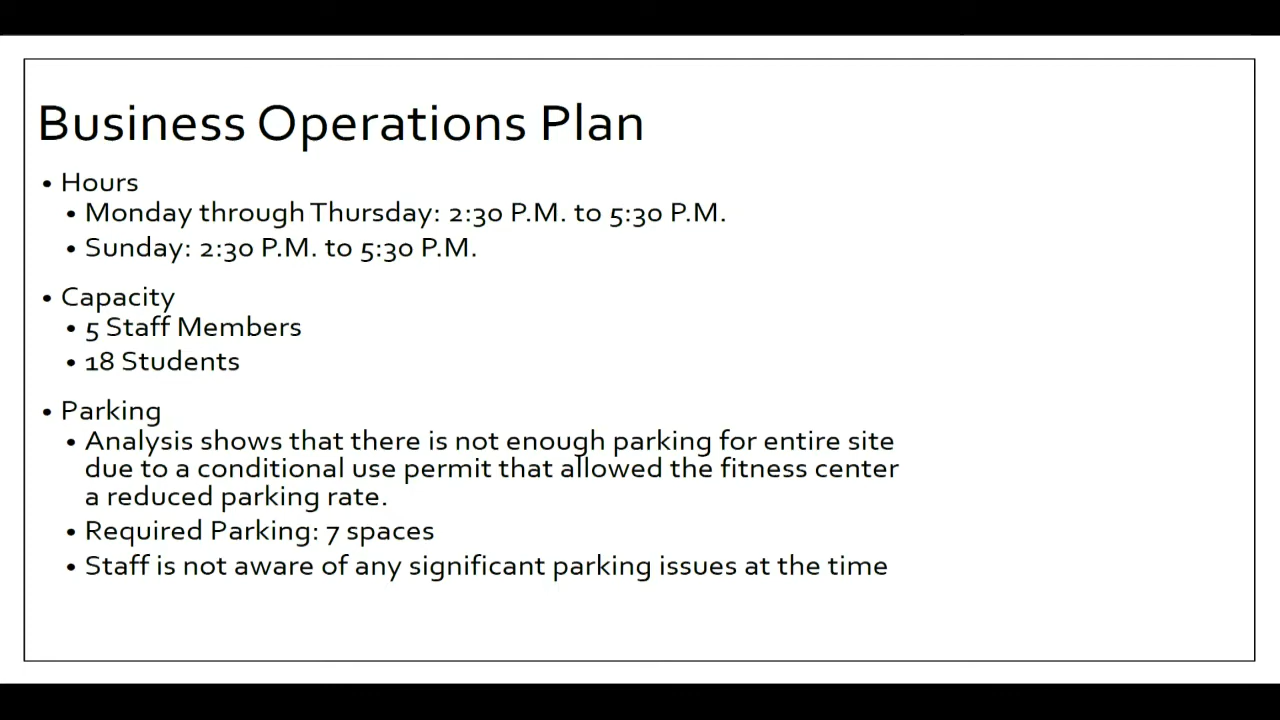 Business Operations Plan
• Hours
• Monday through Thursday: 2:30 P.M. to 5:30 P.M.
• Sunday: 2:30 P.M. to 5:30 P.M.
• Capacity
• 5 Staff Members
• 18 Students
• Parking
• Analysis shows that there is not enough parking for entire site
due to a conditional use permit that allowed the fitness center
a reduced parking rate.
• Required Parking: 7 spaces
• Staff is not aware of any significant parking issues at the time